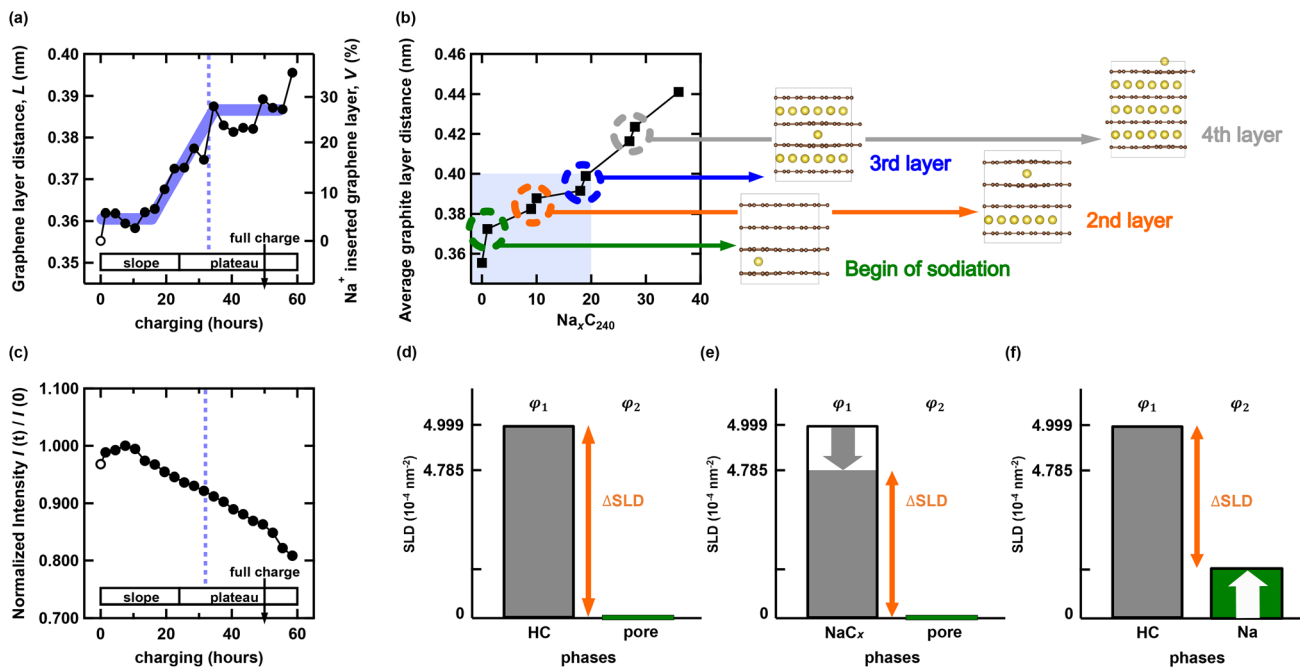 (a)
Graphene layer distance, L (nm)
0.40
0.39
0.38
0.37
0.36
0.35
30
20
10
0
Na⁺ inserted graphene layer, V (%)
full charge
slope
plateau
0
20
40
60
charging (hours)
(b)
Average graphite layer distance (nm)
0.46
0.44
0.42
0.40
0.38
0.36
0
10
20
30
40
NaₓC₂₄₀
4th layer
3rd layer
2nd layer
Begin of sodiation
(c)
Normalized Intensity I (t) / I (0)
1.100
1.000
0.900
0.800
0.700
full charge
slope
plateau
0
20
40
60
charging (hours)
(d)
SLD (10⁻⁴ nm⁻²)
φ₁
φ₂
4.999
4.785
0
ΔSLD
HC
pore
phases
(e)
SLD (10⁻⁴ nm⁻²)
φ₁
φ₂
4.999
4.785
0
ΔSLD
NaCₓ
pore
phases
(f)
SLD (10⁻⁴ nm⁻²)
φ₁
φ₂
4.999
4.785
0
ΔSLD
HC
Na
phases